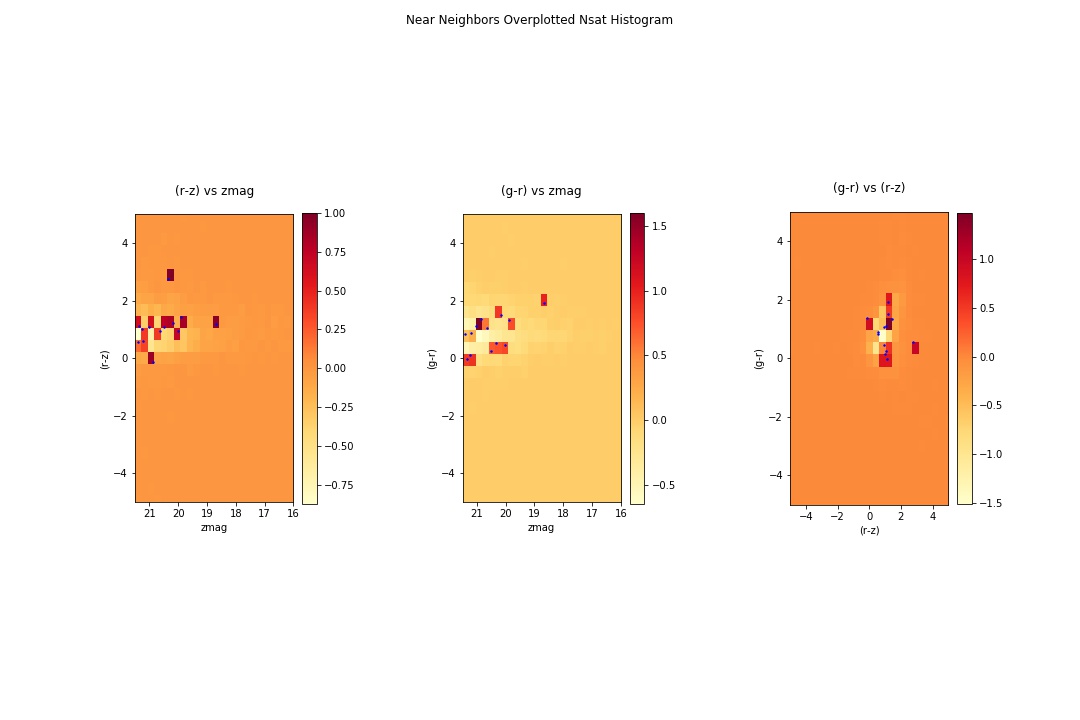 Near Neighbors Overplotted Nsat Histogram
(r-z) vs zmag
(g-r) vs zmag
(g-r) vs (r-z)
4
2
0
−2
−4
(r-z)
21 20 19 18 17 16
zmag
1.00
0.75
0.50
0.25
0.00
−0.25
−0.50
−0.75
4
2
0
−2
−4
(g-r)
21 20 19 18 17 16
zmag
1.5
1.0
0.5
0.0
−0.5
4
2
0
−2
−4
(g-r)
−4 −2 0 2 4
(r-z)
1.0
0.5
0.0
−0.5
−1.0
−1.5